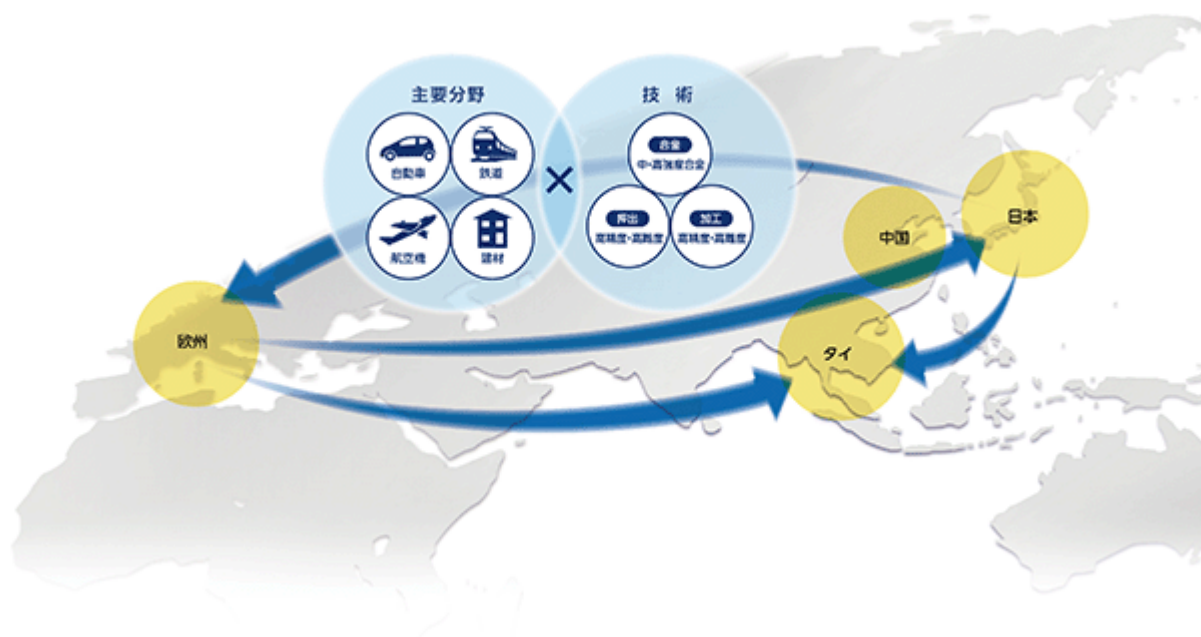 主要分野
自動車
鉄道
航空機
建材
×
技 術
合金
中・高強度合金
押出
高精度・高難度
加工
高精度・高難度
日本
中国
欧州
タイ